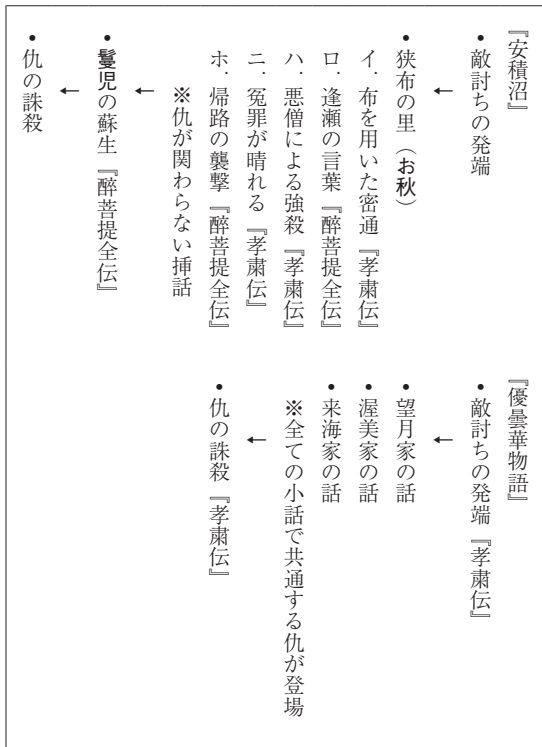 『安積沼』
• 敵討ちの発端
↓
• 狭布の里（お秋）
イ．布を用いた密通『孝粛伝』
ロ．逢瀬の言葉『酔菩提全伝』
ハ．悪僧による強殺『孝粛伝』
ニ．冤罪が晴れる『孝粛伝』
ホ．帰路の襲撃『酔菩提全伝』
※仇が関わらない挿話
↓
• 鬘児の蘇生『酔菩提全伝』
↓
• 仇の誅殺
『優曇華物語』
• 敵討ちの発端『孝粛伝』
↓
• 望月家の話
• 渥美家の話
• 来海家の話
※全ての小話で共通する仇が登場
↓
• 仇の誅殺『孝粛伝』